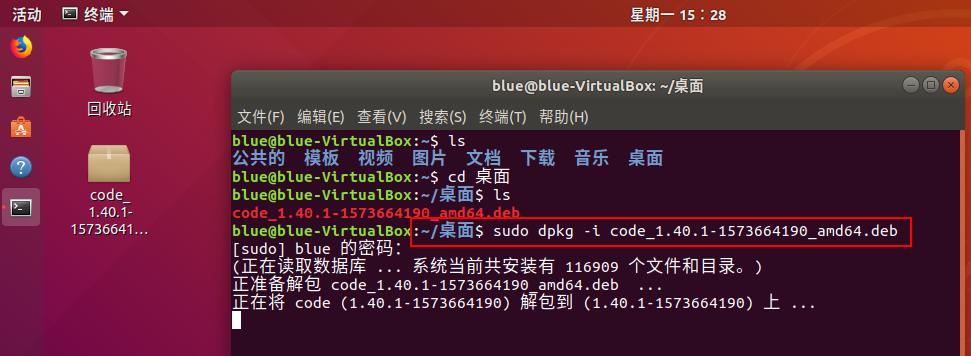 活动 终端 星期一 15：28
回收站
code_
1.40.1-
15736641…
blue@blue-VirtualBox: ~/桌面
文件(F) 编辑(E) 查看(V) 搜索(S) 终端(T) 帮助(H)
blue@blue-VirtualBox:~$ ls
公共的 模板 视频 图片 文档 下载 音乐 桌面
blue@blue-VirtualBox:~$ cd 桌面
blue@blue-VirtualBox:~/桌面$ ls
code_1.40.1-1573664190_amd64.deb
blue@blue-VirtualBox:~/桌面$ sudo dpkg -i code_1.40.1-1573664190_amd64.deb
[sudo] blue 的密码：
(正在读取数据库 ... 系统当前共安装有 116909 个文件和目录。)
正准备解包 code_1.40.1-1573664190_amd64.deb ...
正在将 code (1.40.1-1573664190) 解包到 (1.40.1-1573664190) 上 ...